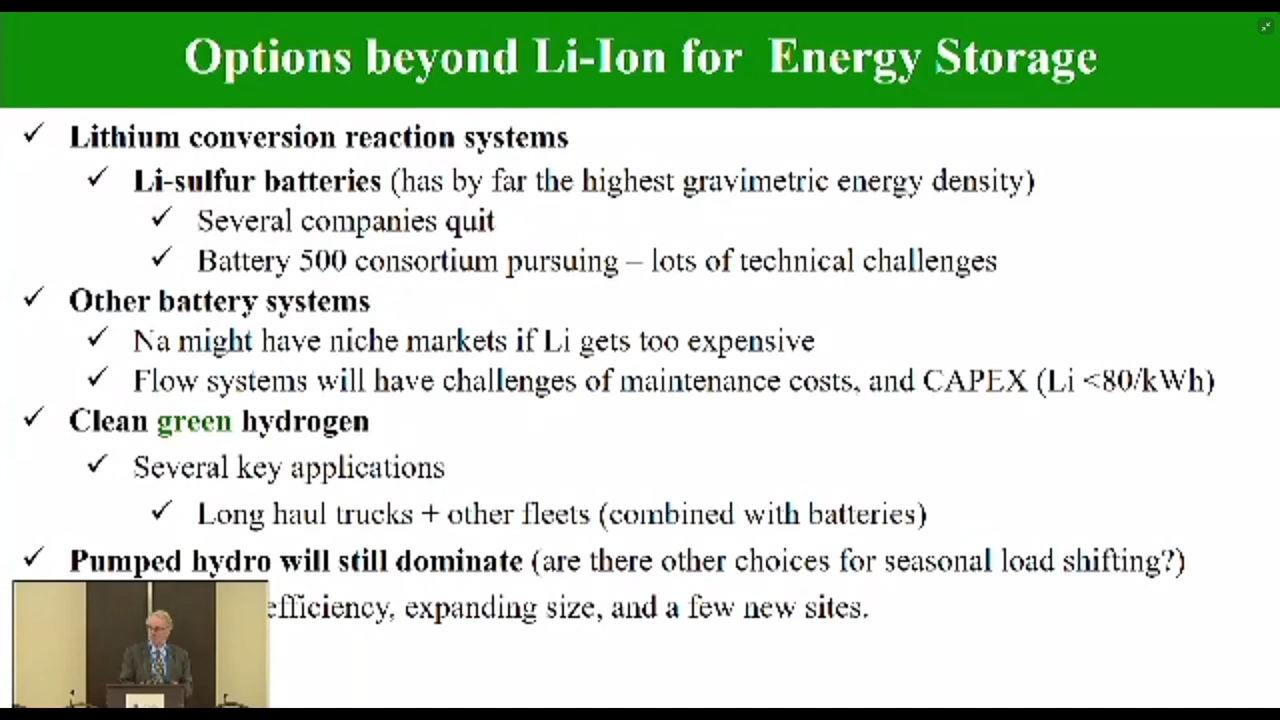 Options beyond Li-Ion for Energy Storage
✓ Lithium conversion reaction systems
✓ Li-sulfur batteries (has by far the highest gravimetric energy density)
✓ Several companies quit
✓ Battery 500 consortium pursuing – lots of technical challenges
✓ Other battery systems
✓ Na might have niche markets if Li gets too expensive
✓ Flow systems will have challenges of maintenance costs, and CAPEX (Li <80/kWh)
✓ Clean green hydrogen
✓ Several key applications
✓ Long haul trucks + other fleets (combined with batteries)
✓ Pumped hydro will still dominate (are there other choices for seasonal load shifting?)
efficiency, expanding size, and a few new sites.